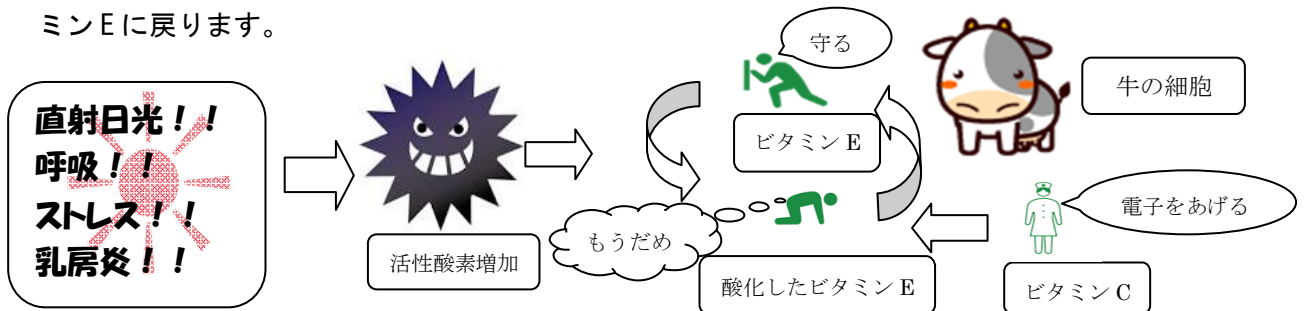 ミンEに戻ります。
直射日光！！
呼吸！！
ストレス！！
乳房炎！！
活性酸素増加
守る
ビタミン E
牛の細胞
もうだめ
酸化したビタミン E
電子をあげる
ビタミン C